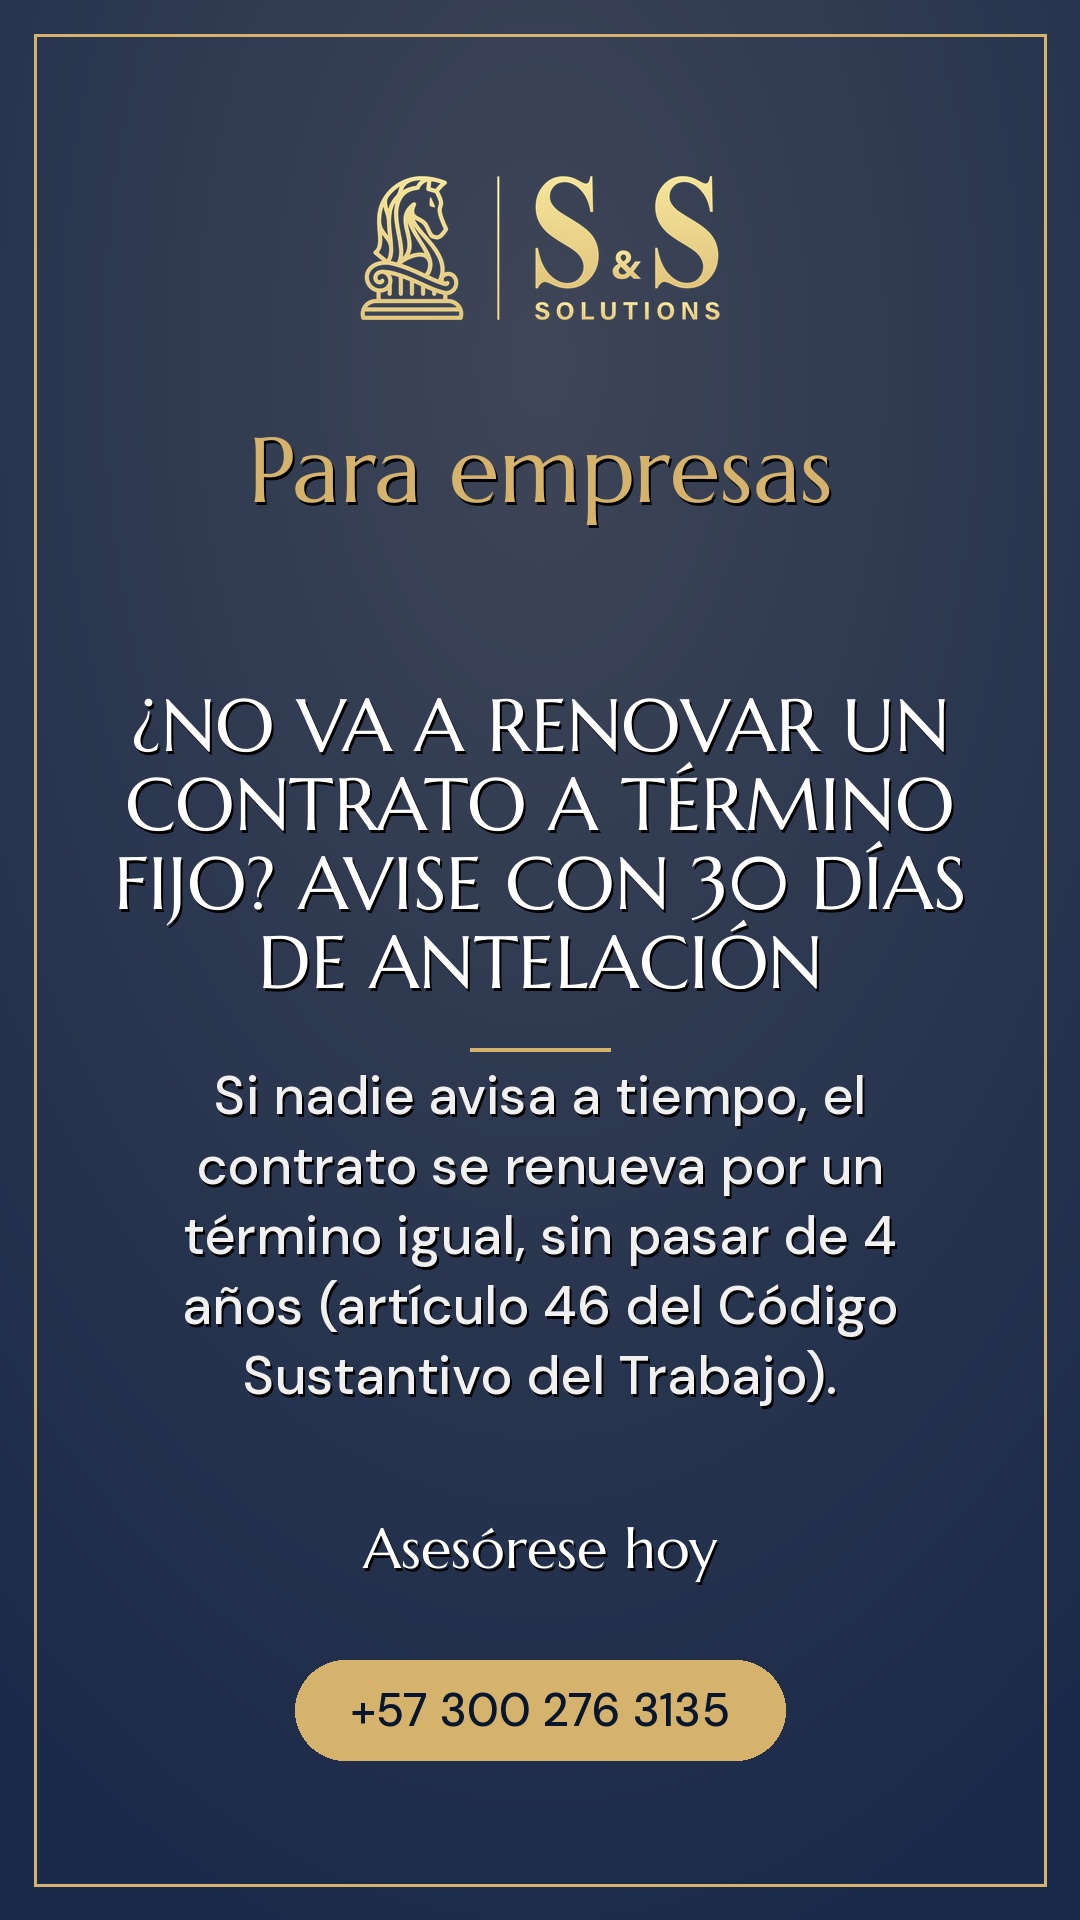 S&S
SOLUTIONS
Para empresas
¿NO VA A RENOVAR UN
CONTRATO A TÉRMINO
FIJO? AVISE CON 30 DÍAS
DE ANTELACIÓN
Si nadie avisa a tiempo, el
contrato se renueva por un
término igual, sin pasar de 4
años (artículo 46 del Código
Sustantivo del Trabajo).
Asesórese hoy
+57 300 276 3135